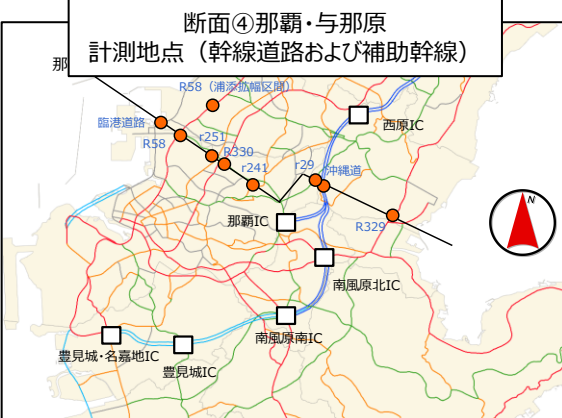 断面④那覇・与那原
計測地点（幹線道路および補助幹線）
那
R58（浦添拡幅区間）
臨港道路
R58
r251
R330
r241
r29
沖縄道
西原IC
那覇IC
R329
N
南風原北IC
南風原南IC
豊見城・名嘉地IC
豊見城IC